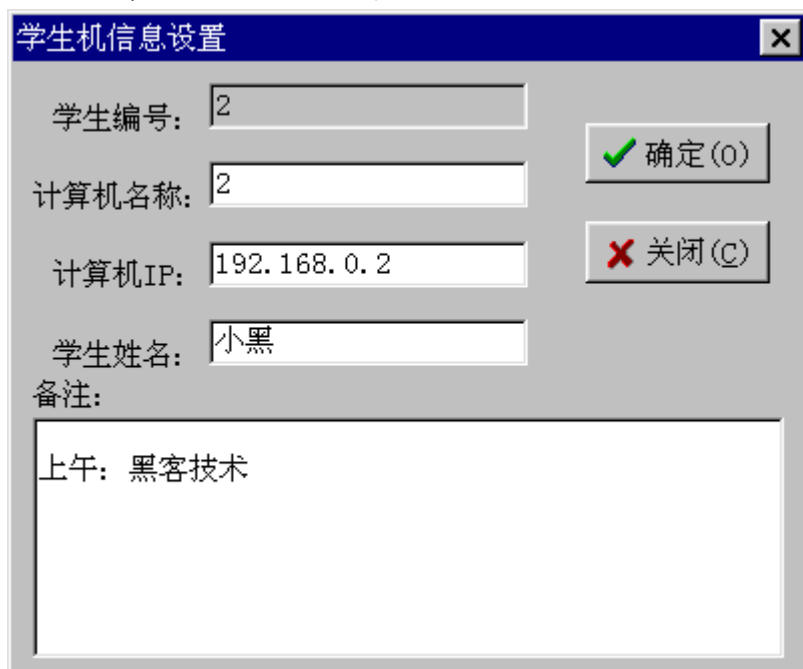 学生机信息设置
学生编号: 2
确定(O)
计算机名称: 2
计算机IP: 192.168.0.2
关闭(C)
学生姓名: 小黑
备注:
上午: 黑客技术